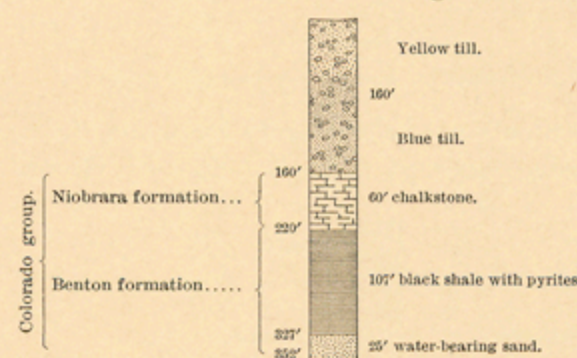 Yellow till.
160′
Blue till.
160′
Niobrara formation...
60′ chalkstone.
220′
Colorado group.
Benton formation.....
107′ black shale with pyrites
327′
25′ water-bearing sand.